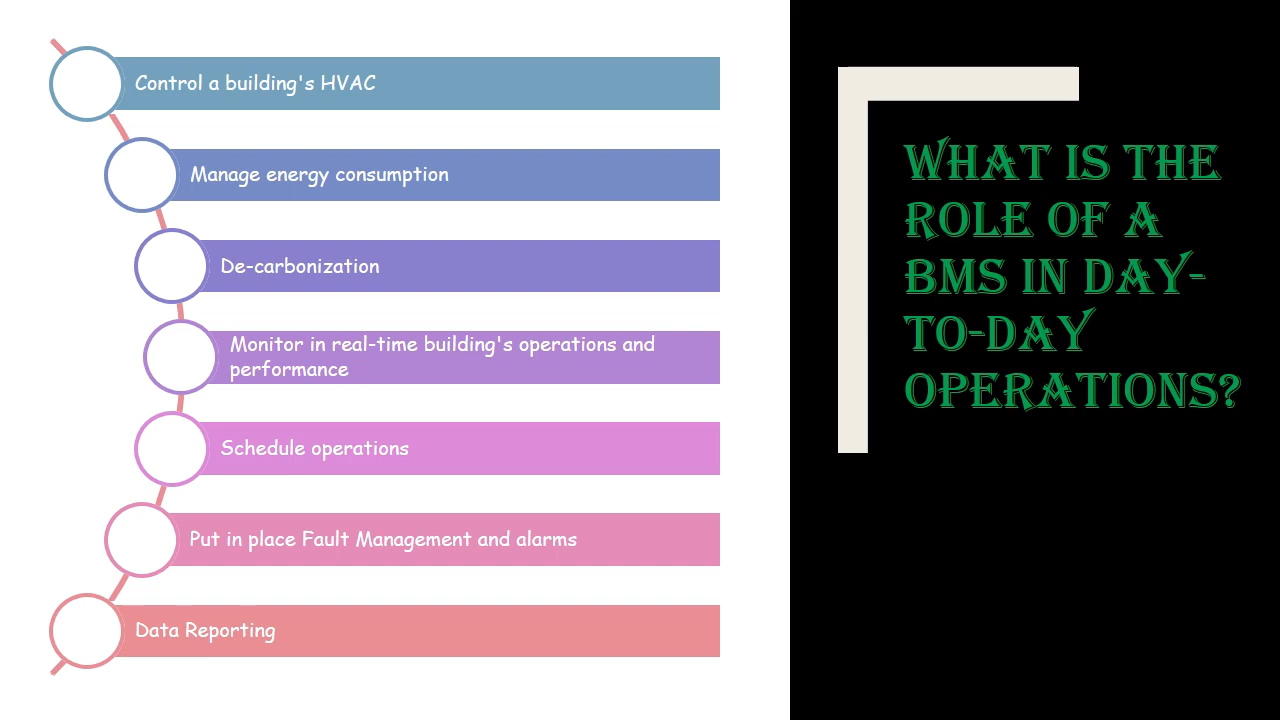 Control a building's HVAC
Manage energy consumption
De-carbonization
Monitor in real-time building's operations and
performance
Schedule operations
Put in place Fault Management and alarms
Data Reporting
WHAT IS THE
ROLE OF A
BMS IN DAY-
TO-DAY
OPERATIONS?